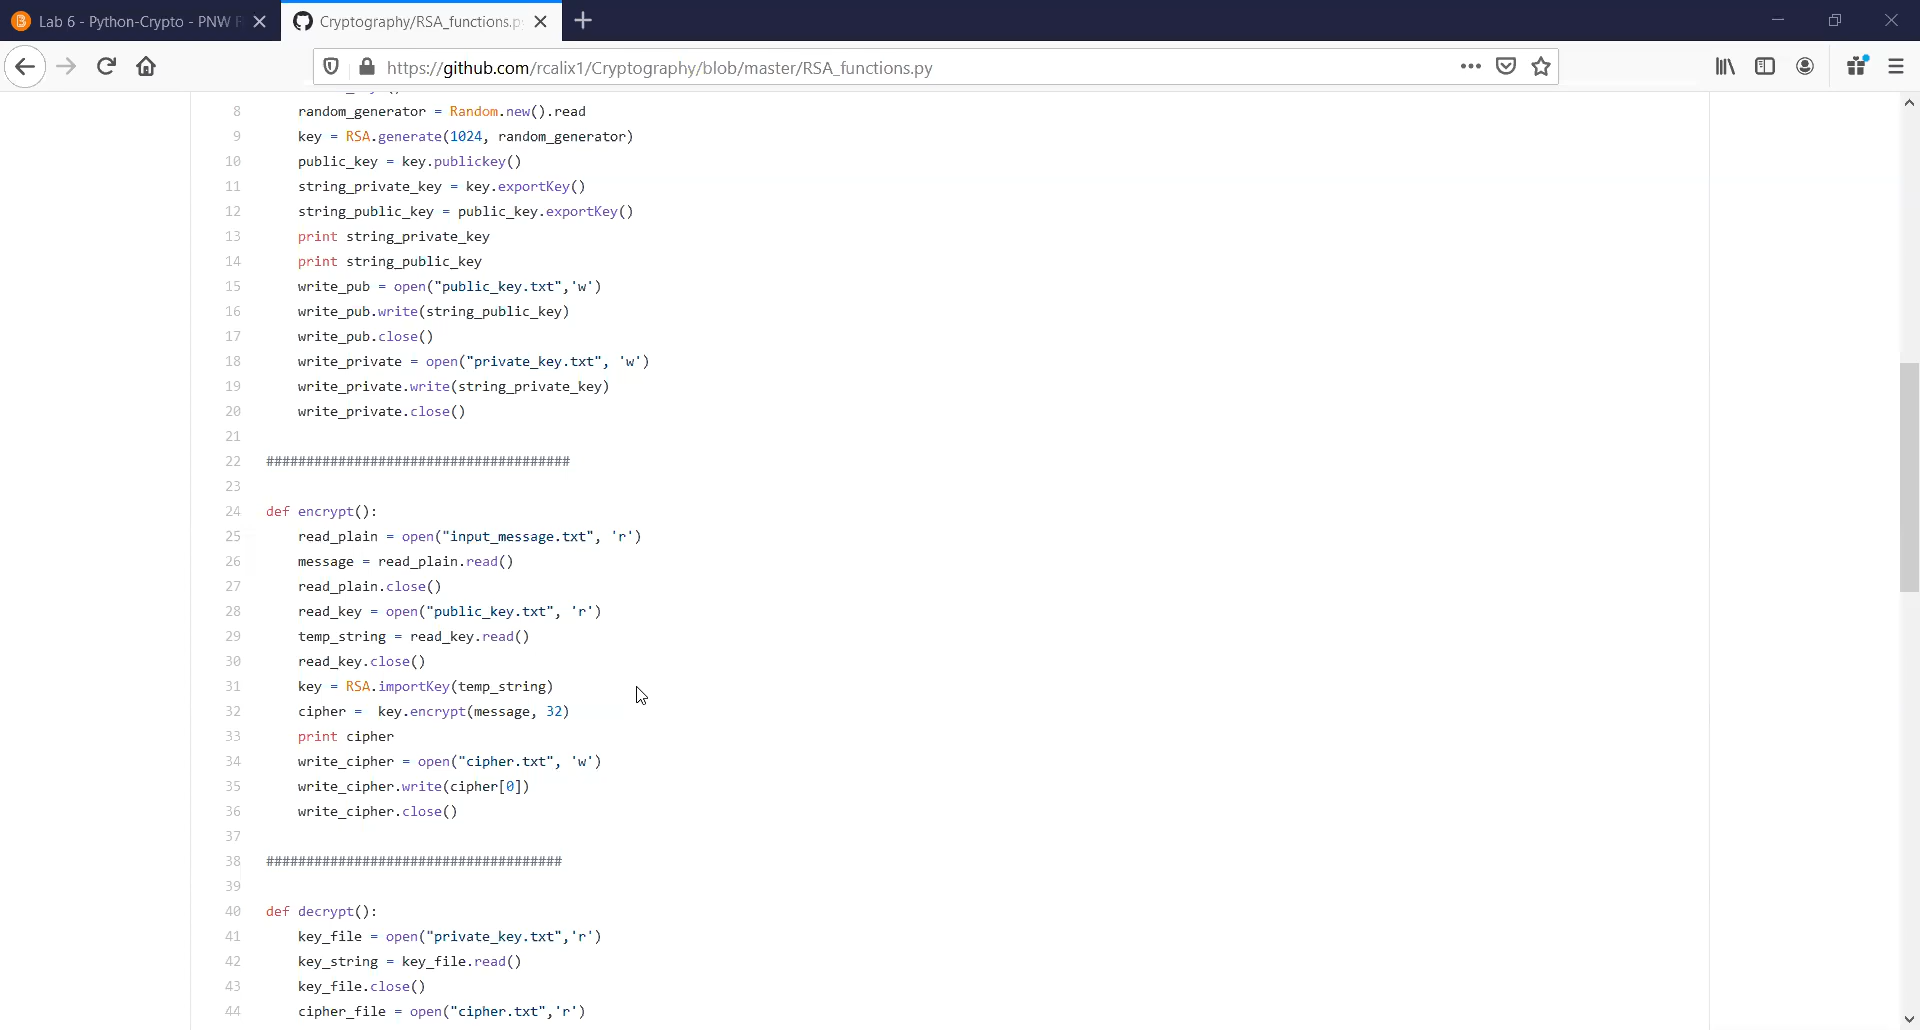 Lab 6 - Python-Crypto - PNW
Cryptography/RSA_functions.p
https://github.com/rcalix1/Cryptography/blob/master/RSA_functions.py
8 random_generator = Random.new().read
9 key = RSA.generate(1024, random_generator)
10 public_key = key.publickey()
11 string_private_key = key.exportKey()
12 string_public_key = public_key.exportKey()
13 print string_private_key
14 print string_public_key
15 write_pub = open("public_key.txt",'w')
16 write_pub.write(string_public_key)
17 write_pub.close()
18 write_private = open("private_key.txt", 'w')
19 write_private.write(string_private_key)
20 write_private.close()
21
22 ######################################
23
24 def encrypt():
25 read_plain = open("input_message.txt", 'r')
26 message = read_plain.read()
27 read_plain.close()
28 read_key = open("public_key.txt", 'r')
29 temp_string = read_key.read()
30 read_key.close()
31 key = RSA.importKey(temp_string)
32 cipher =  key.encrypt(message, 32)
33 print cipher
34 write_cipher = open("cipher.txt", 'w')
35 write_cipher.write(cipher[0])
36 write_cipher.close()
37
38 #####################################
39
40 def decrypt():
41 key_file = open("private_key.txt",'r')
42 key_string = key_file.read()
43 key_file.close()
44 cipher_file = open("cipher.txt",'r')